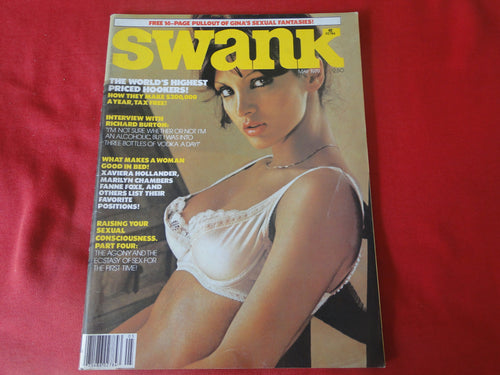 FREE 16-PAGE PULLOUT OF GINA'S SEXUAL FANTASIES!
swank
May 1979
THE WORLD'S HIGHEST
PRICED HOOKERS!
HOW THEY MAKE $200,000
A YEAR, TAX FREE!
INTERVIEW WITH
RICHARD BURTON:
"I'M NOT SURE WHETHER OR NOT I'M
AN ALCOHOLIC, BUT I WAS INTO
THREE BOTTLES OF VODKA A DAY!"
WHAT MAKES A WOMAN
GOOD IN BED!
XAVIERA HOLLANDER,
MARILYN CHAMBERS
FANNE FOXE, AND
OTHERS LIST THEIR
FAVORITE
POSITIONS!
RAISING YOUR
SEXUAL
CONSCIOUSNESS.
PART FOUR:
THE AGONY AND THE
ECSTASY OF SEX FOR
THE FIRST TIME!